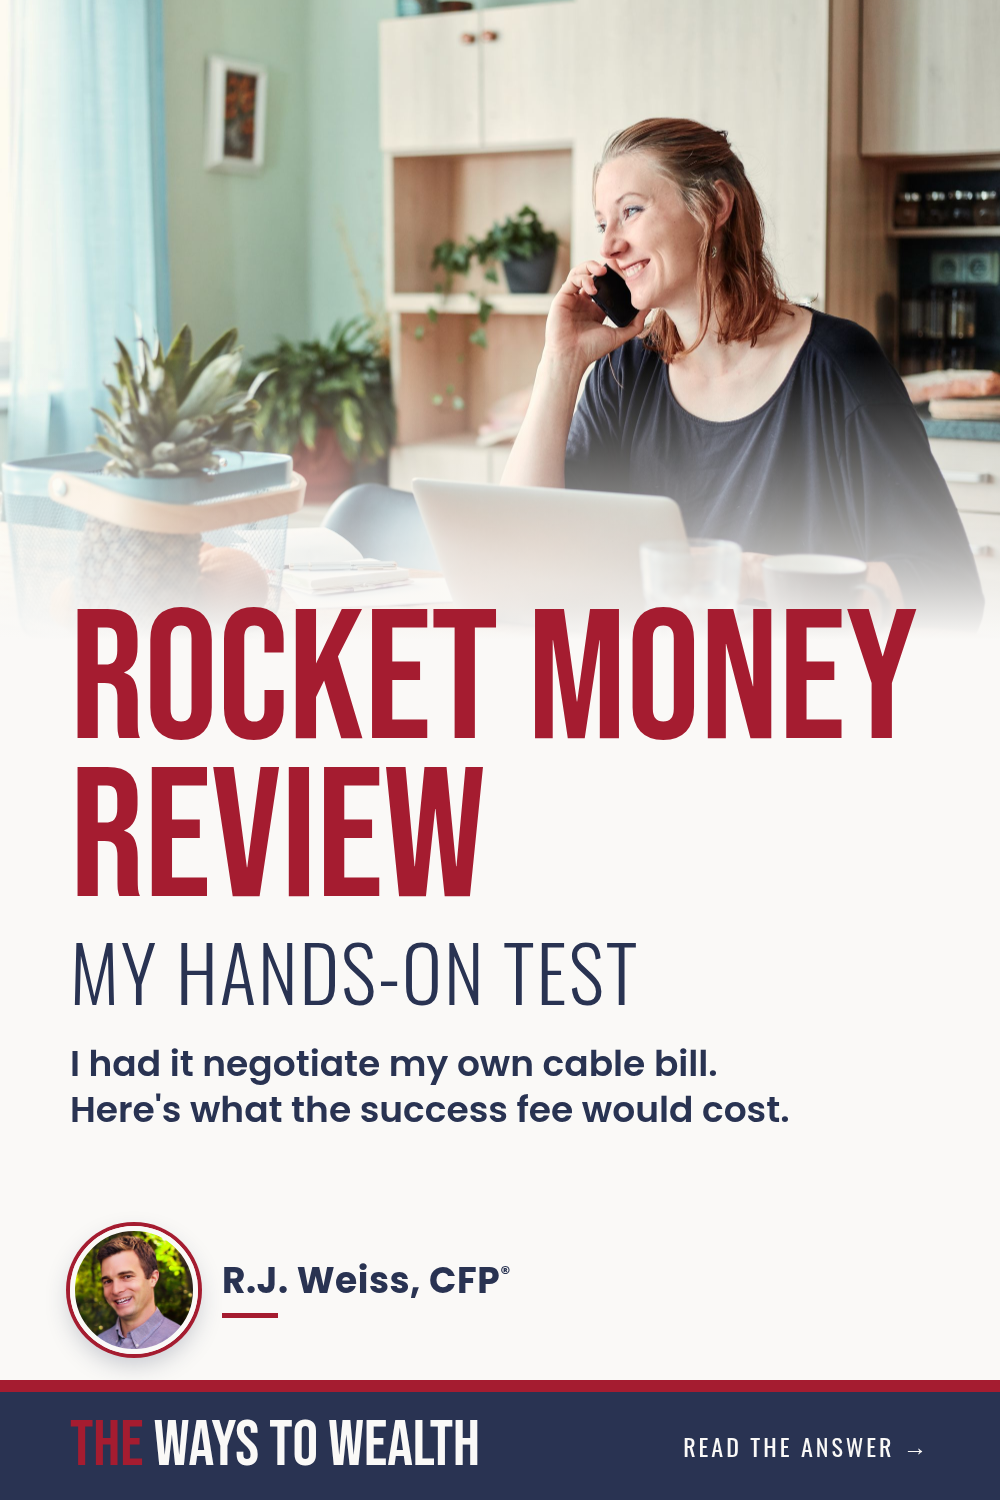 ROCKET MONEY
REVIEW
MY HANDS-ON TEST
I had it negotiate my own cable bill.
Here's what the success fee would cost.
R.J. Weiss, CFP®
THE WAYS TO WEALTH
READ THE ANSWER →